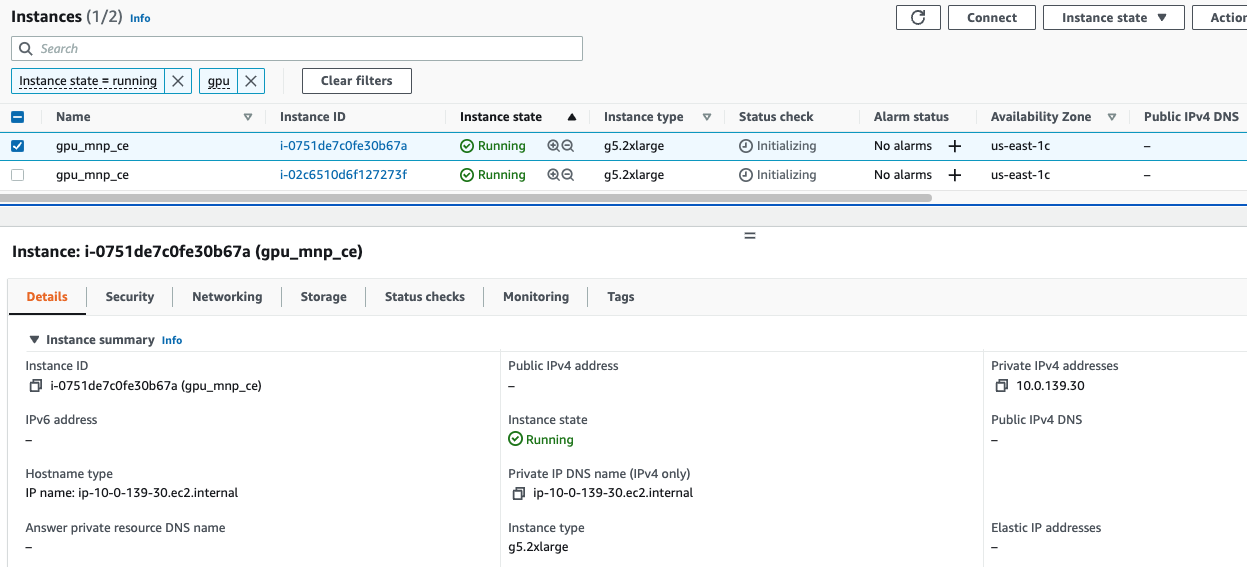 Instances (1/2) Info
Connect
Instance state
Search
Instance state = running
gpu
Clear filters
Name Instance ID Instance state Instance type Status check Alarm status Availability Zone Public IPv4 DNS
gpu_mnp_ce i-0751de7c0fe30b67a Running g5.2xlarge Initializing No alarms + us-east-1c –
gpu_mnp_ce i-02c6510d6f127273f Running g5.2xlarge Initializing No alarms + us-east-1c –
Instance: i-0751de7c0fe30b67a (gpu_mnp_ce)
Details Security Networking Storage Status checks Monitoring Tags
Instance summary Info
Instance ID
i-0751de7c0fe30b67a (gpu_mnp_ce)
Public IPv4 address
–
Private IPv4 addresses
10.0.139.30
IPv6 address
–
Instance state
Running
Public IPv4 DNS
–
Hostname type
IP name: ip-10-0-139-30.ec2.internal
Private IP DNS name (IPv4 only)
ip-10-0-139-30.ec2.internal
Answer private resource DNS name
–
Instance type
g5.2xlarge
Elastic IP addresses
–